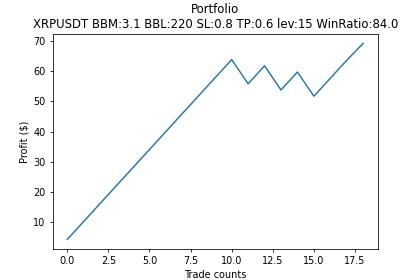 Portfolio
XRPUSDT BBM:3.1 BBL:220 SL:0.8 TP:0.6 lev:15 WinRatio:84.0
70
60
50
40
30
20
10
Profit ($)
0.0 2.5 5.0 7.5 10.0 12.5 15.0 17.5
Trade counts